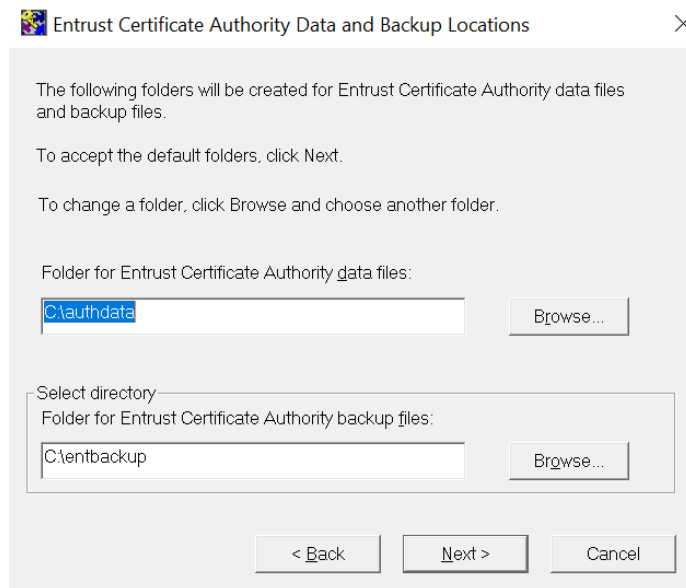 Entrust Certificate Authority Data and Backup Locations
The following folders will be created for Entrust Certificate Authority data files
and backup files.
To accept the default folders, click Next.
To change a folder, click Browse and choose another folder.
Folder for Entrust Certificate Authority data files:
C:\authdata
Browse...
Select directory
Folder for Entrust Certificate Authority backup files:
C:\entbackup
Browse...
< Back
Next >
Cancel